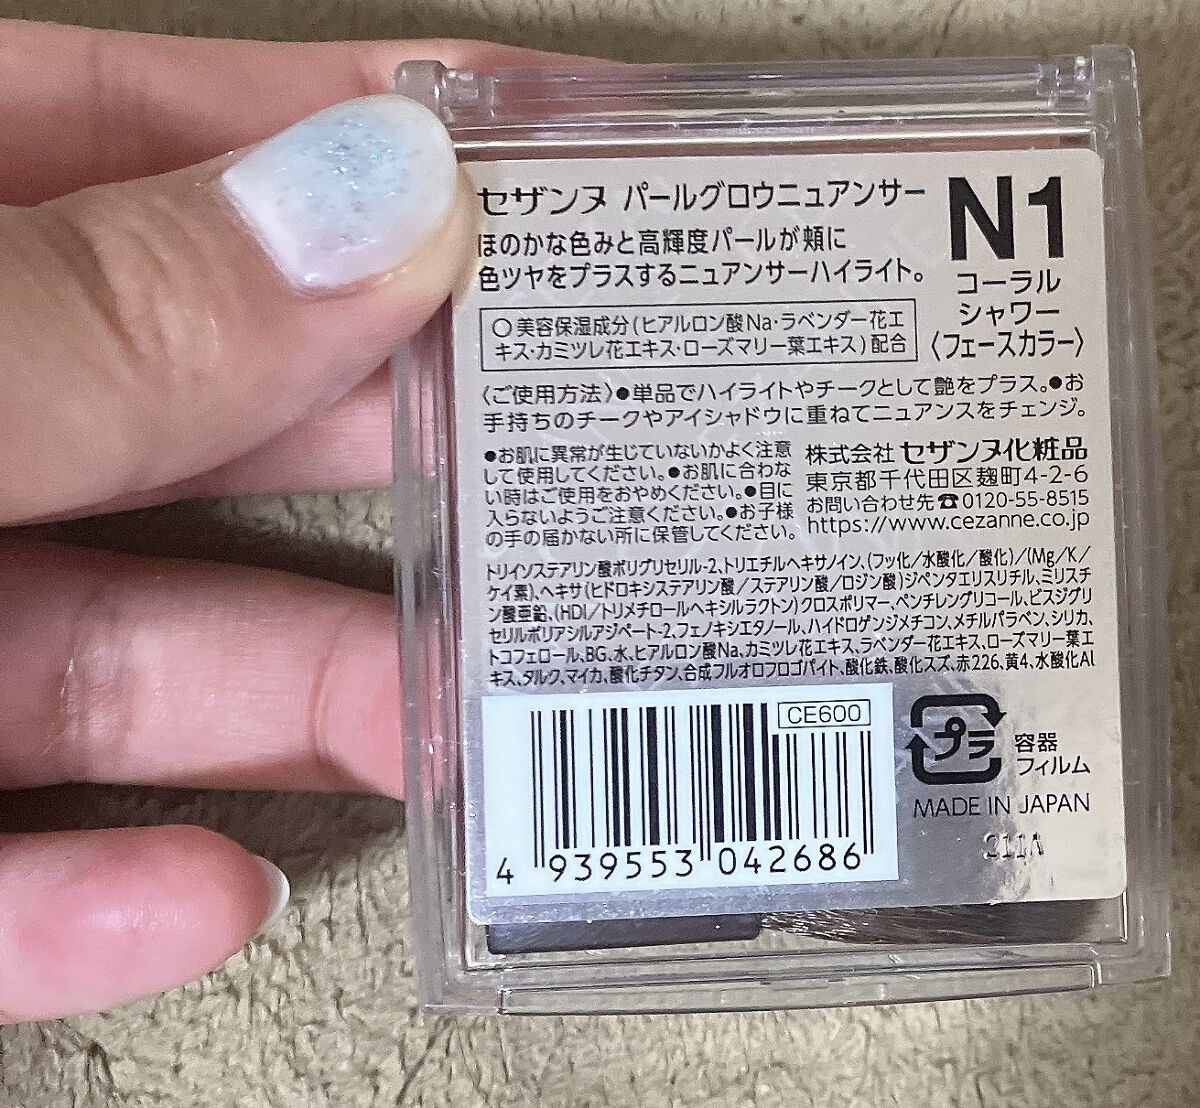 セザンヌ パールグロウニュアンサー
N1
コーラル
シャワー
〈フェースカラー〉
ほのかな色みと高輝度パールが頬に
色ツヤをプラスするニュアンサーハイライト。
○美容保湿成分(ヒアルロン酸Na・ラベンダー花エ
キス・カミツレ花エキス・ローズマリー葉エキス)配合
〈ご使用方法〉●単品でハイライトやチークとして艶をプラス。●お
手持ちのチークやアイシャドウに重ねてニュアンスをチェンジ。
●お肌に異常が生じていないかよく注意
して使用してください。●お肌に合わな
い時はご使用をおやめください。●目に
入らないようご注意ください。●お子様
の手の届かない所に保管してください。
株式会社 セザンヌ化粧品
東京都千代田区麹町4-2-6
お問い合わせ先☎0120-55-8515
https://www.cezanne.co.jp
トリイソステアリン酸ポリグリセリル-2、トリエチルヘキサノイン、(フッ化/水酸化/酸化)/(Mg/K/
ケイ素)、ヘキサ(ヒドロキシステアリン酸/ステアリン酸/ロジン酸)ジペンタエリスリチル、ミリスチ
ン酸亜鉛、(HDI/トリメチロールヘキシルラクトン)クロスポリマー、ペンチレングリコール、ビスジグリ
セリルポリアシルアジペート-2、フェノキシエタノール、ハイドロゲンジメチコン、メチルパラベン、シリカ、
トコフェロール、BG、水、ヒアルロン酸Na、カミツレ花エキス、ラベンダー花エキス、ローズマリー葉エ
キス、タルク、マイカ、酸化チタン、合成フルオロフロゴパイト、酸化鉄、酸化スズ、赤226、黄4、水酸化Al
CE600
4 939553 042686
プラ
容器
フィルム
MADE IN JAPAN
211A